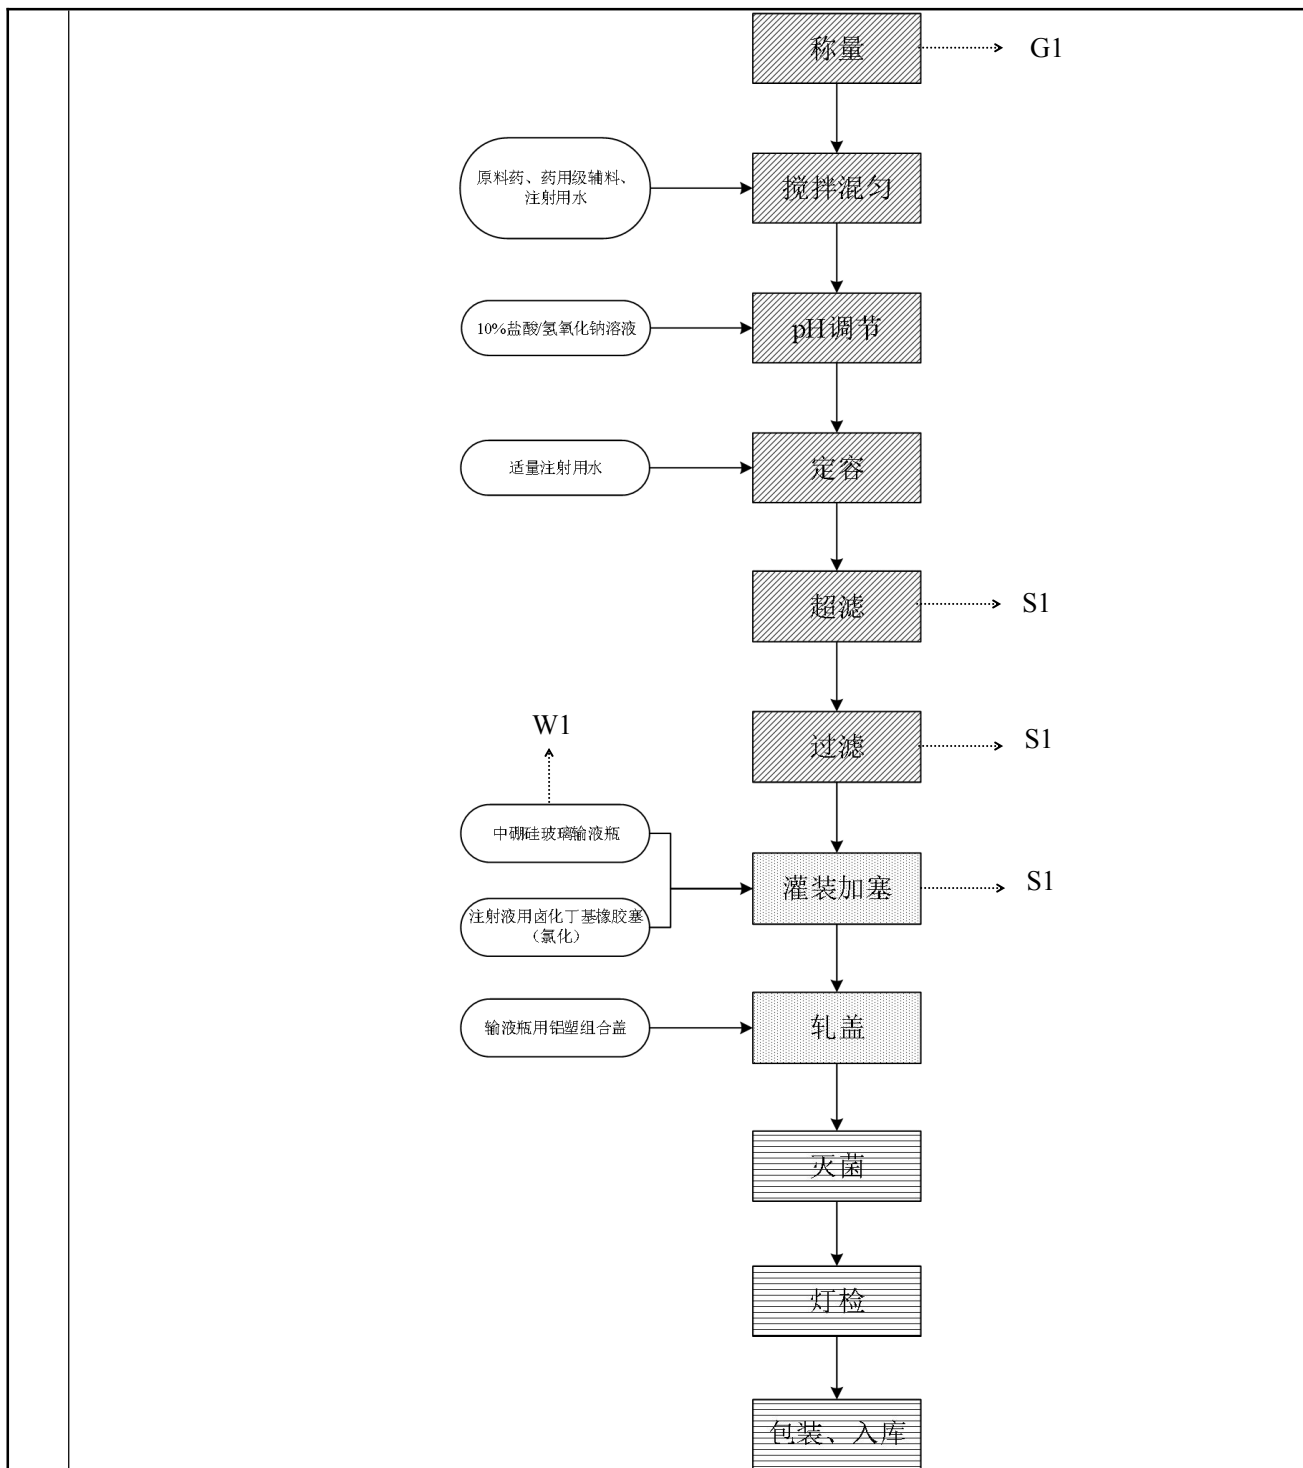 称量
G1
原料药、药用级辅料、
注射用水
搅拌混匀
10%盐酸/氢氧化钠溶液
pH调节
适量注射用水
定容
超滤
S1
W1
过滤
S1
中硼硅玻璃输液瓶
灌装加塞
S1
注射液用卤化丁基橡胶塞
（氯化）
输液瓶用铝塑组合盖
轧盖
灭菌
灯检
包装、入库